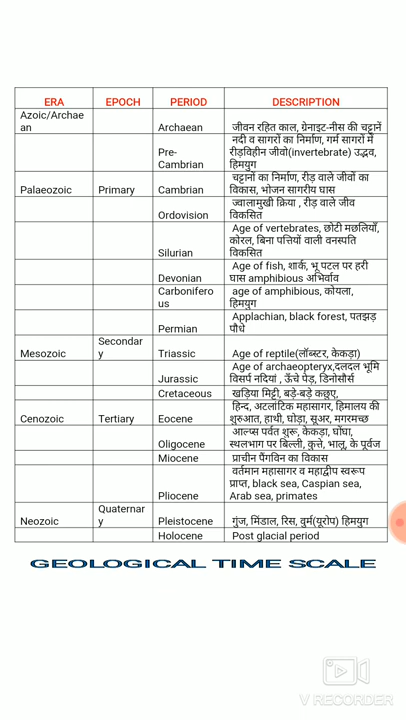 ERA EPOCH PERIOD DESCRIPTION
Azoic/Archae
an Archaean जीवन रहित काल, ग्रेनाइट-नीस की चट्टानें
नदी व सागरों का निर्माण, गर्म सागरों में
Pre- रीड़विहीन जीवो(invertebrate) उद्भव,
Cambrian हिमयुग
चट्टानों का निर्माण, रीड़ वाले जीवों का
Palaeozoic Primary Cambrian विकास, भोजन सागरीय घास
ज्वालामुखी क्रिया , रीड़ वाले जीव
Ordovision विकसित
Age of vertebrates, छोटी मछलियाँ,
कोरल, बिना पत्तियों वाली वनस्पति
Silurian विकसित
Age of fish, शार्क, भू पटल पर हरी
Devonian घास amphibious अभिर्वाव
Carbonifero age of amphibious, कोयला,
us हिमयुग
Applachian, black forest, पतझड़
Permian पौधे
Secondar
Mesozoic y Triassic Age of reptile(लॉब्स्टर, केकड़ा)
Age of archaeopteryx,दलदल भूमि
Jurassic विसर्प नदियां , ऊँचे पेड़, डिनोसौर्स
Cretaceous खड़िया मिट्टी, बड़े-बड़े कछुए,
हिन्द, अटलांटिक महासागर, हिमालय की
Cenozoic Tertiary Eocene शुरुआत, हाथी, घोड़ा, सूअर, मगरमच्छ
आल्प्स पर्वत शुरू, केकड़ा, घोंघा,
Oligocene स्थलभाग पर बिल्ली, कुत्ते, भालू, के पूर्वज
Miocene प्राचीन पैंगविन का विकास
वर्तमान महासागर व महाद्वीप स्वरूप
प्राप्त, black sea, Caspian sea,
Pliocene Arab sea, primates
Quaternar
Neozoic y Pleistocene गुंज, मिंडाल, रिस, वुर्म(यूरोप) हिमयुग
Holocene Post glacial period
GEOLOGICAL TIME SCALE
V RECORDER